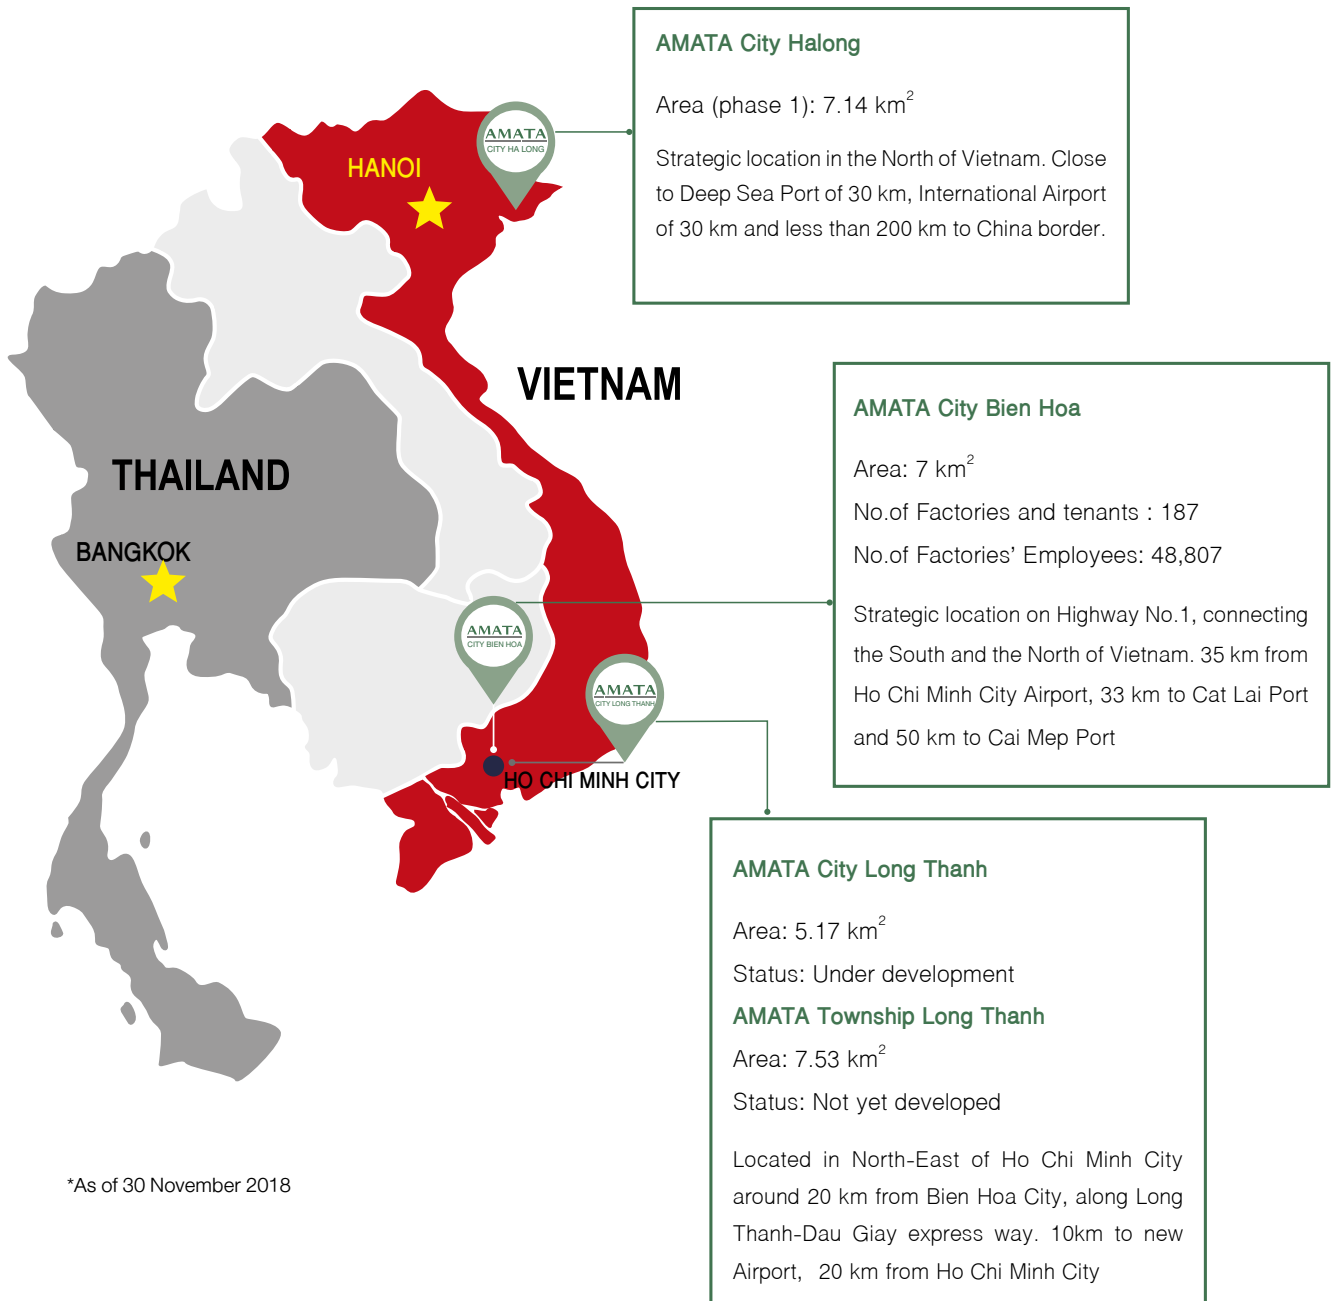 AMATA City Halong
Area (phase 1): 7.14 km²
Strategic location in the North of Vietnam. Close
to Deep Sea Port of 30 km, International Airport
of 30 km and less than 200 km to China border.
AMATA
CITY HA LONG
HANOI
VIETNAM
THAILAND
BANGKOK
AMATA City Bien Hoa
Area: 7 km²
No.of Factories and tenants : 187
No.of Factories’ Employees: 48,807
Strategic location on Highway No.1, connecting
the South and the North of Vietnam. 35 km from
Ho Chi Minh City Airport, 33 km to Cat Lai Port
and 50 km to Cai Mep Port
AMATA
CITY BIEN HOA
AMATA
CITY LONG THANH
HO CHI MINH CITY
AMATA City Long Thanh
Area: 5.17 km²
Status: Under development
AMATA Township Long Thanh
Area: 7.53 km²
Status: Not yet developed
Located in North-East of Ho Chi Minh City
around 20 km from Bien Hoa City, along Long
Thanh-Dau Giay express way. 10km to new
Airport, 20 km from Ho Chi Minh City
*As of 30 November 2018